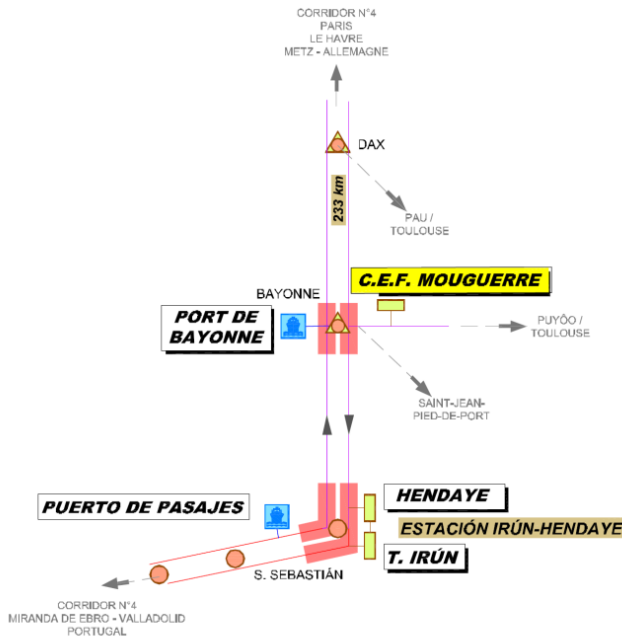 CORRIDOR N°4
PARIS
LE HAVRE
METZ - ALLEMAGNE
DAX
233 km
PAU /
TOULOUSE
C.E.F. MOUGUERRE
BAYONNE
PORT DE
BAYONNE
PUYÔO /
TOULOUSE
SAINT-JEAN-
PIED-DE-PORT
HENDAYE
PUERTO DE PASAJES
ESTACIÓN IRÚN-HENDAYE
T. IRÚN
S. SEBASTIÁN
CORRIDOR N°4
MIRANDA DE EBRO - VALLADOLID
PORTUGAL